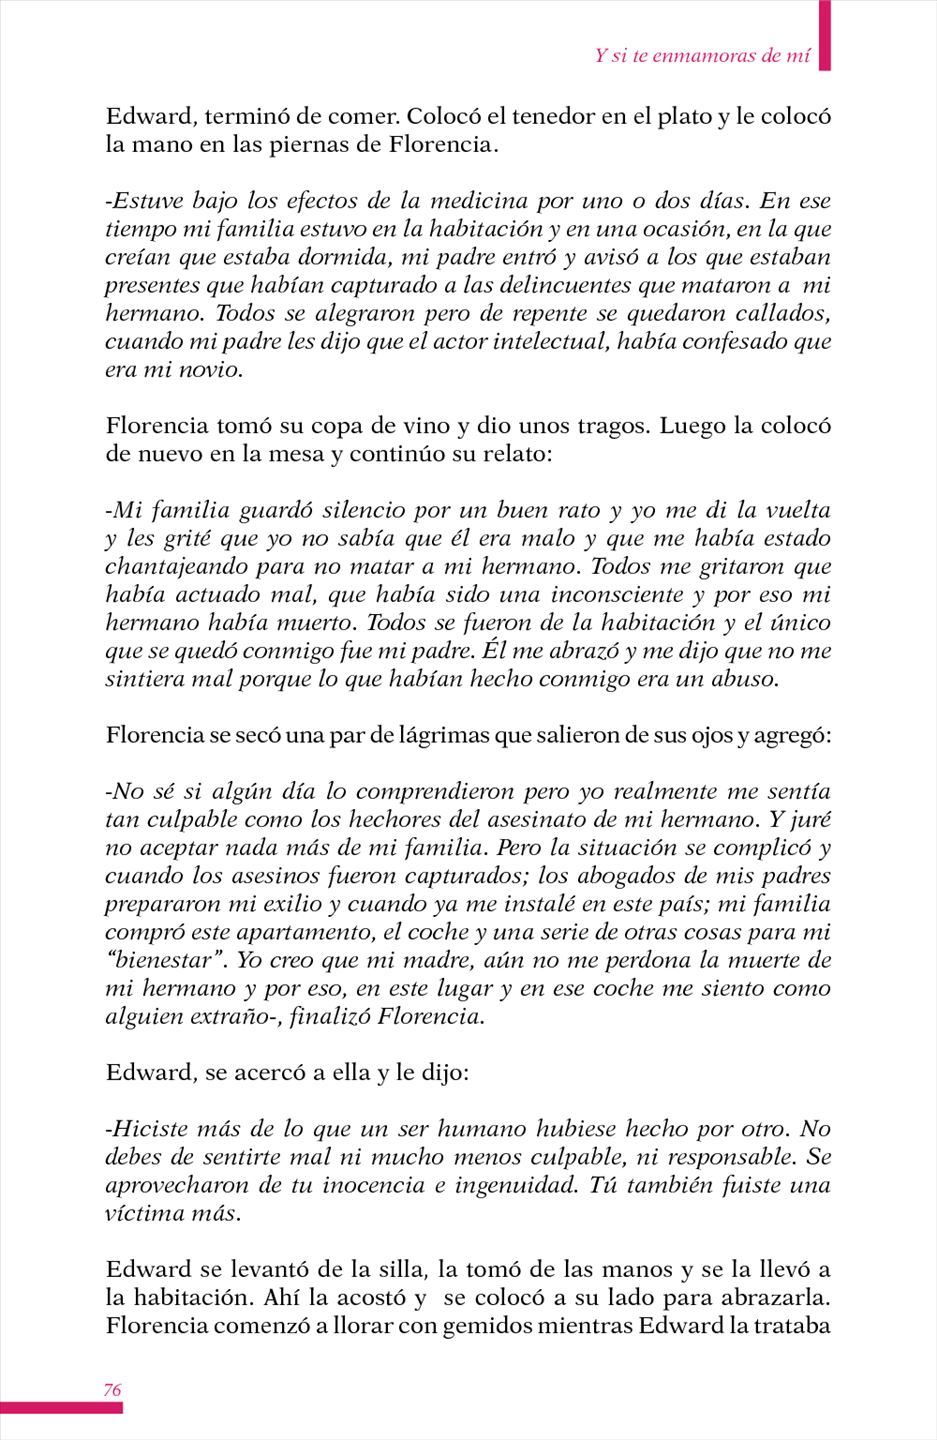 Y si te enmamoras de mí
Edward, terminó de comer. Colocó el tenedor en el plato y le colocó
la mano en las piernas de Florencia.
-Estuve bajo los efectos de la medicina por uno o dos días. En ese
tiempo mi familia estuvo en la habitación y en una ocasión, en la que
creían que estaba dormida, mi padre entró y avisó a los que estaban
presentes que habían capturado a las delincuentes que mataron a  mi
hermano. Todos se alegraron pero de repente se quedaron callados,
cuando mi padre les dijo que el actor intelectual, había confesado que
era mi novio.
Florencia tomó su copa de vino y dio unos tragos. Luego la colocó
de nuevo en la mesa y continúo su relato:
-Mi familia guardó silencio por un buen rato y yo me di la vuelta
y les grité que yo no sabía que él era malo y que me había estado
chantajeando para no matar a mi hermano. Todos me gritaron que
había actuado mal, que había sido una inconsciente y por eso mi
hermano había muerto. Todos se fueron de la habitación y el único
que se quedó conmigo fue mi padre. Él me abrazó y me dijo que no me
sintiera mal porque lo que habían hecho conmigo era un abuso.
Florencia se secó una par de lágrimas que salieron de sus ojos y agregó:
-No sé si algún día lo comprendieron pero yo realmente me sentía
tan culpable como los hechores del asesinato de mi hermano. Y juré
no aceptar nada más de mi familia. Pero la situación se complicó y
cuando los asesinos fueron capturados; los abogados de mis padres
prepararon mi exilio y cuando ya me instalé en este país; mi familia
compró este apartamento, el coche y una serie de otras cosas para mi
“bienestar”. Yo creo que mi madre, aún no me perdona la muerte de
mi hermano y por eso, en este lugar y en ese coche me siento como
alguien extraño-, finalizó Florencia.
Edward, se acercó a ella y le dijo:
-Hiciste más de lo que un ser humano hubiese hecho por otro. No
debes de sentirte mal ni mucho menos culpable, ni responsable. Se
aprovecharon de tu inocencia e ingenuidad. Tú también fuiste una
víctima más.
Edward se levantó de la silla, la tomó de las manos y se la llevó a
la habitación. Ahí la acostó y  se colocó a su lado para abrazarla.
Florencia comenzó a llorar con gemidos mientras Edward la trataba
76